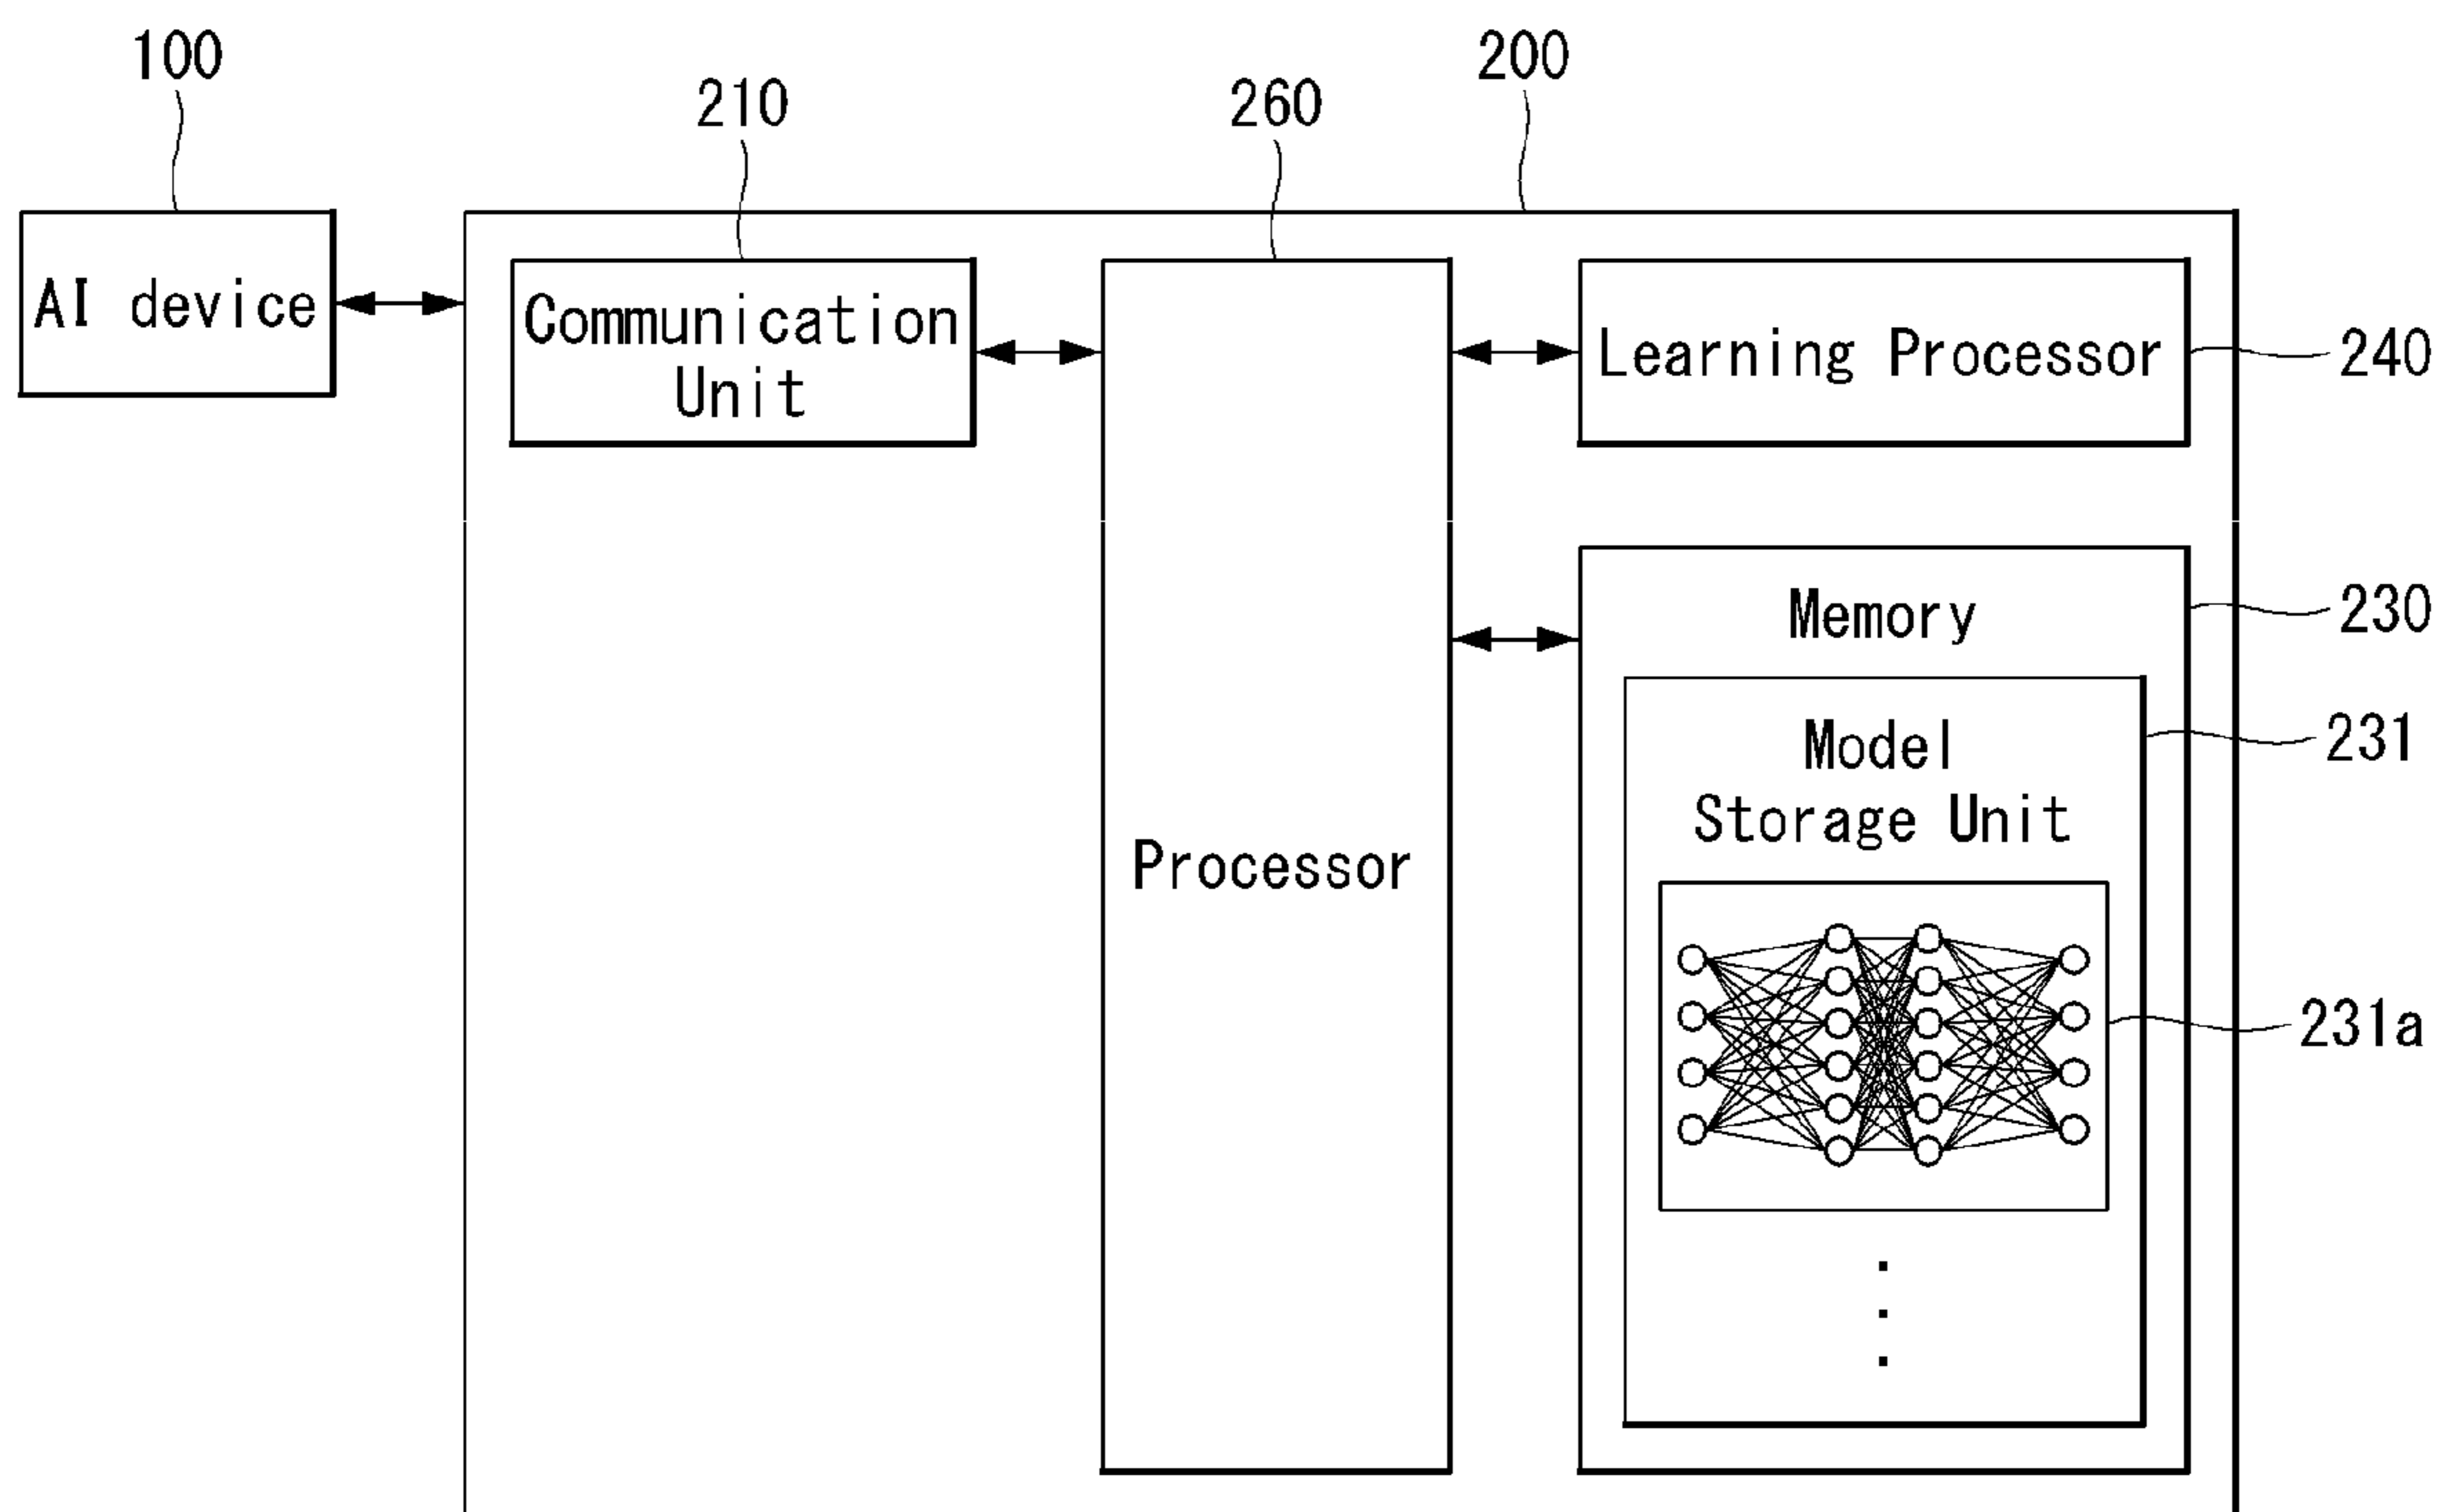 100
200
210
260
AI device
Communication
Unit
Learning Processor
240
Memory
230
Model
Storage Unit
231
Processor
231a